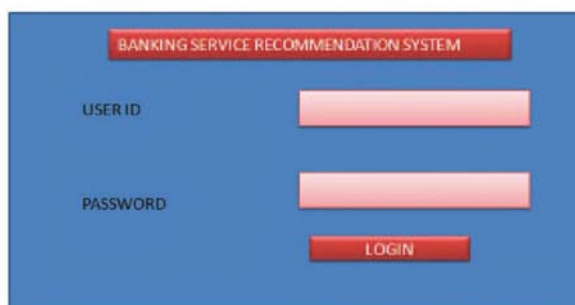 BANKING SERVICE RECOMMENDATION SYSTEM
USER ID
PASSWORD
LOGIN